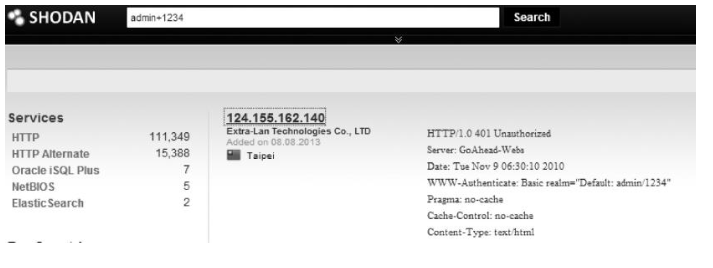 SHODAN
admin+1234
Search
Services
HTTP 111,349
HTTP Alternate 15,388
Oracle iSQL Plus 7
NetBIOS 5
ElasticSearch 2
124.155.162.140
Extra-Lan Technologies Co., LTD
Added on 08.08.2013
Taipei
HTTP/1.0 401 Unauthorized
Server: GoAhead-Webs
Date: Tue Nov 9 06:30:10 2010
WWW-Authenticate: Basic realm="Default: admin/1234"
Pragma: no-cache
Cache-Control: no-cache
Content-Type: text/html